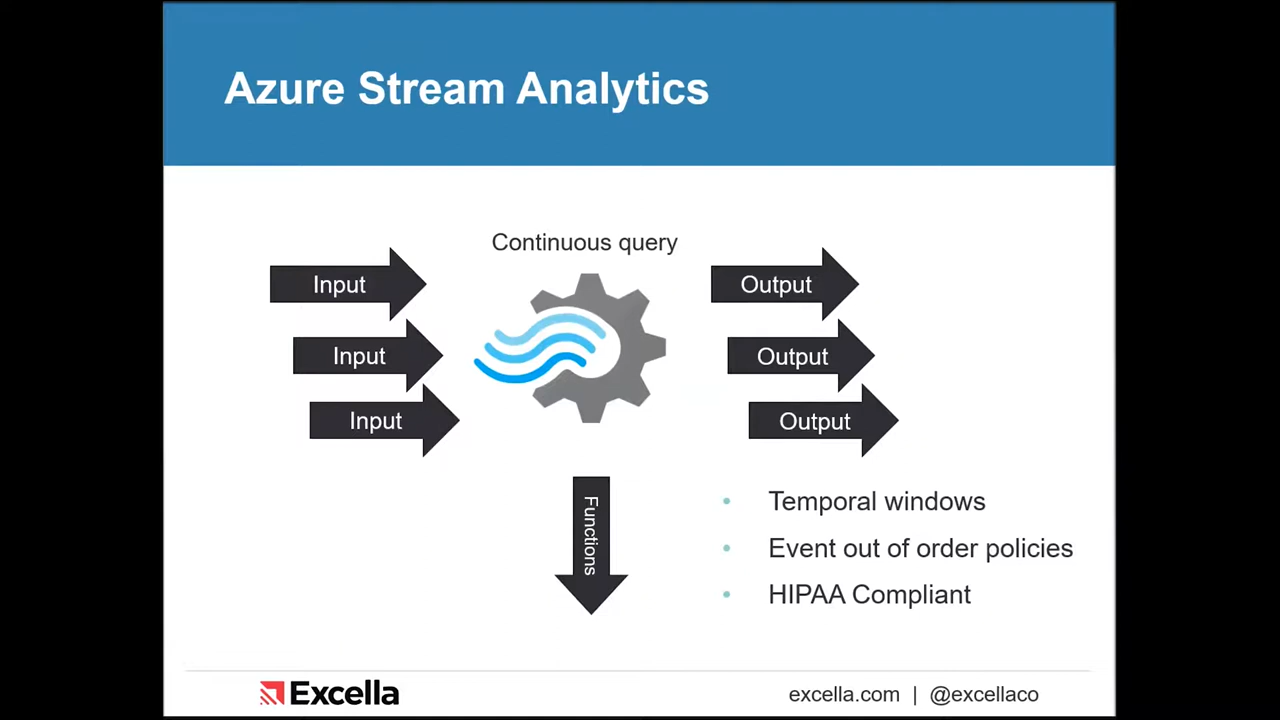 Azure Stream Analytics
Continuous query
Input
Input
Input
Output
Output
Output
Functions
Temporal windows
Event out of order policies
HIPAA Compliant
Excella
excella.com | @excellaco